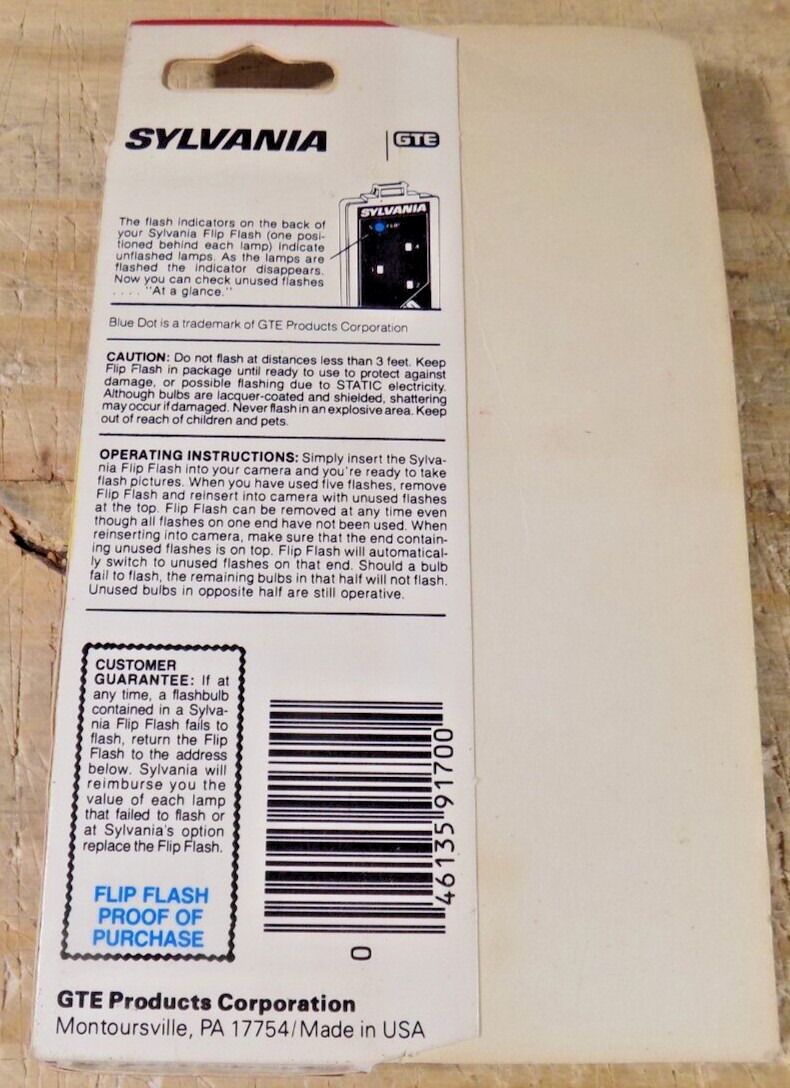 SYLVANIA GTE
The flash indicators on the back of
your Sylvania Flip Flash (one posi-
tioned behind each lamp) indicate
unflashed lamps. As the lamps are
flashed the indicator disappears.
Now you can check unused flashes
. . . . "At a glance."
SYLVANIA
Blue Dot is a trademark of GTE Products Corporation
CAUTION: Do not flash at distances less than 3 feet. Keep
Flip Flash in package until ready to use to protect against
damage, or possible flashing due to STATIC electricity.
Although bulbs are lacquer-coated and shielded, shattering
may occur if damaged. Never flash in an explosive area. Keep
out of reach of children and pets.
OPERATING INSTRUCTIONS: Simply insert the Sylva-
nia Flip Flash into your camera and you're ready to take
flash pictures. When you have used five flashes, remove
Flip Flash and reinsert into camera with unused flashes
at the top. Flip Flash can be removed at any time even
though all flashes on one end have not been used. When
reinserting into camera, make sure that the end contain-
ing unused flashes is on top. Flip Flash will automatical-
ly switch to unused flashes on that end. Should a bulb
fail to flash, the remaining bulbs in that half will not flash.
Unused bulbs in opposite half are still operative.
CUSTOMER
GUARANTEE: If at
any time, a flashbulb
contained in a Sylva-
nia Flip Flash fails to
flash, return the Flip
Flash to the address
below. Sylvania will
reimburse you the
value of each lamp
that failed to flash or
at Sylvania's option
replace the Flip Flash.
FLIP FLASH
PROOF OF
PURCHASE
0 46135 91700
GTE Products Corporation
Montoursville, PA 17754/Made in USA